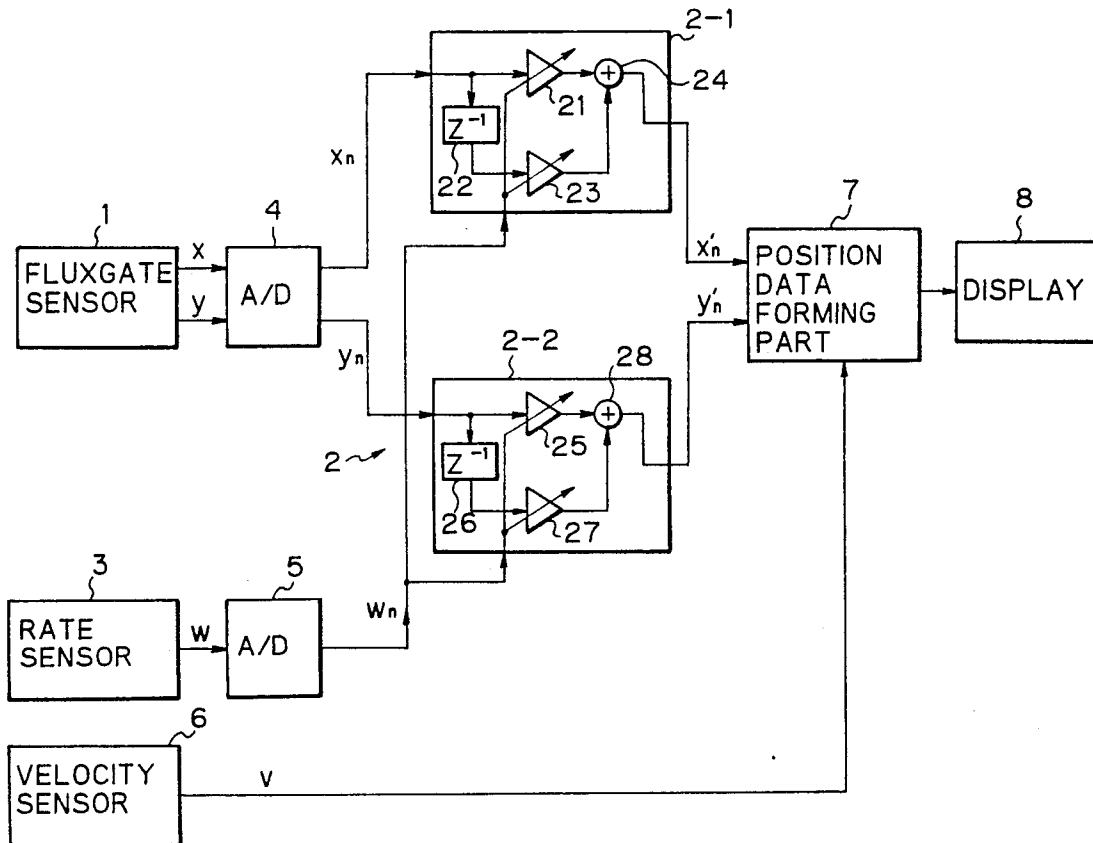 2-1
24
21
Z⁻¹
22
23
xn
1
4
7
8
FLUXGATE
SENSOR
x
y
A/D
x'n
y'n
POSITION
DATA
FORMING
PART
DISPLAY
yn
2-2
28
2
25
Z⁻¹
26
27
3
5
wn
RATE
SENSOR
w
A/D
6
VELOCITY
SENSOR
v